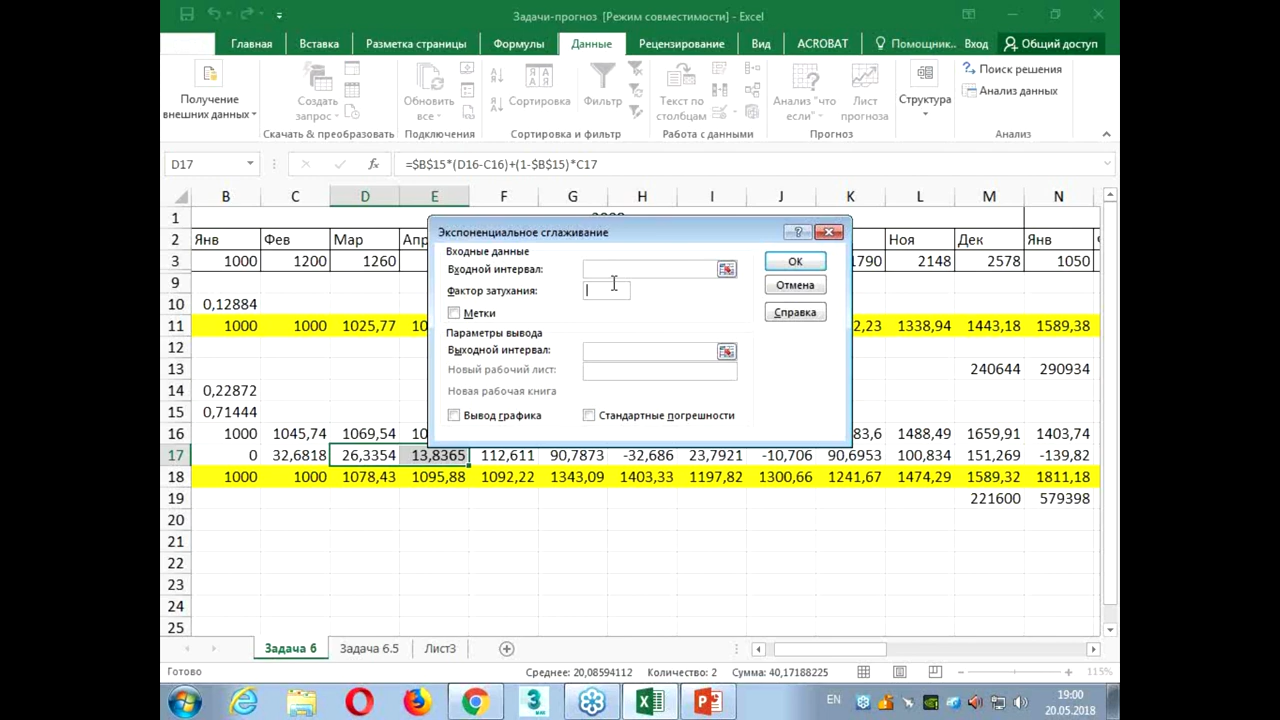 Задачи-прогноз [Режим совместимости] - Excel
Главная Вставка Разметка страницы Формулы Данные Рецензирование Вид ACROBAT Помощник.. Вход Общий доступ
Получение внешних данных
Создать запрос
Обновить все
Сортировка
Фильтр
Текст по столбцам
Анализ "что если"
Лист прогноза
Структура
Поиск решения
Анализ данных
Скачать & преобразовать Подключения Сортировка и фильтр Работа с данными Прогноз Анализ
D17 fx =$B$15*(D16-C16)+(1-$B$15)*C17
B C D E F G H I J K L M N
1
2 Янв Фев Мар Ноя Дек Янв
3 1000 1200 1260 1790 2148 2578 1050
9
10 0,12884
11 1000 1000 1025,77 1338,94 1443,18 1589,38
12
13 240644 290934
14 0,22872
15 0,71444
16 1000 1045,74 1069,54 1488,49 1659,91 1403,74
17 0 32,6818 26,3354 13,8365 112,611 90,7873 -32,686 23,7921 -10,706 90,6953 100,834 151,269 -139,82
18 1000 1000 1078,43 1095,88 1092,22 1343,09 1403,33 1197,82 1300,66 1241,67 1474,29 1589,32 1811,18
19 221600 579398
20
21
22
23
24
25
Экспоненциальное сглаживание
Входные данные
Входной интервал:
Фактор затухания:
Метки
Параметры вывода
Выходной интервал:
Новый рабочий лист:
Новая рабочая книга
Вывод графика Стандартные погрешности
OK
Отмена
Справка
Задача 6 Задача 6.5 Лист3
Готово Среднее: 20,08594112 Количество: 2 Сумма: 40,17188225 115%
EN 19:00
20.05.2018